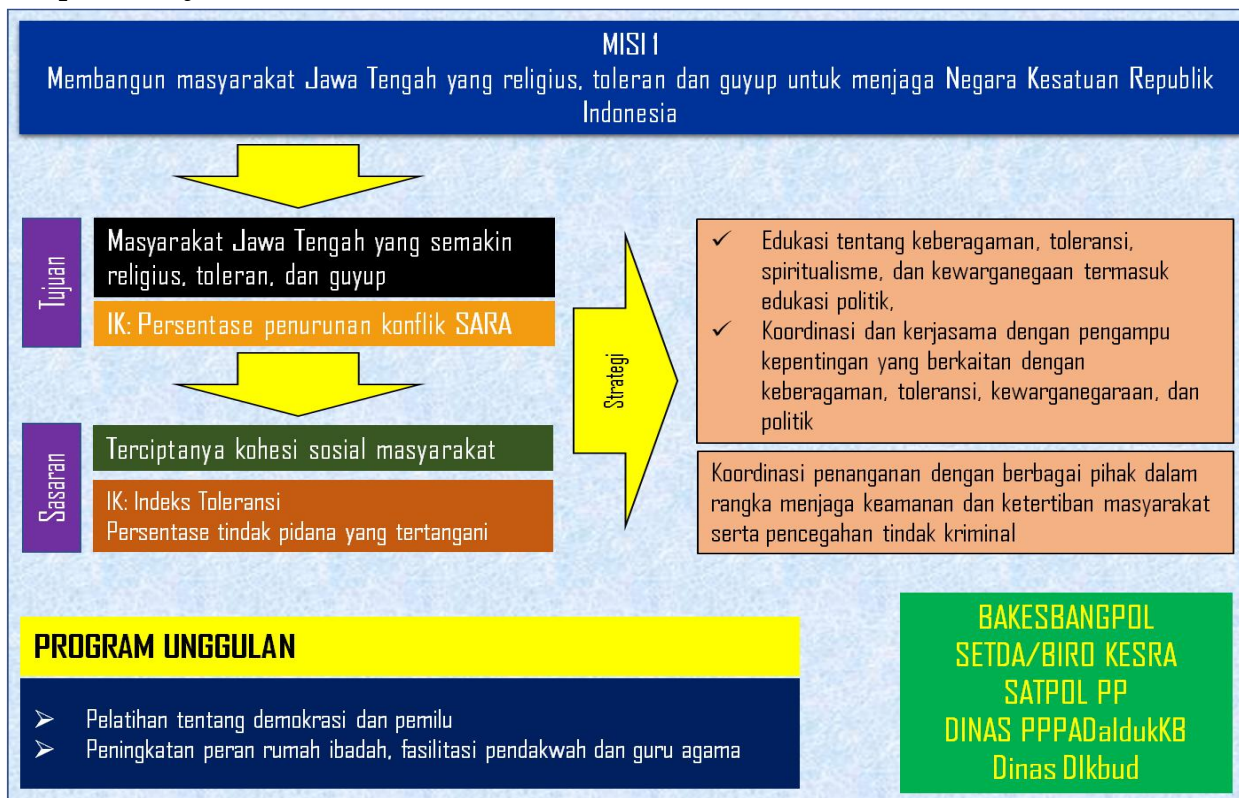 MISI 1
Membangun masyarakat Jawa Tengah yang religius, toleran dan guyup untuk menjaga Negara Kesatuan Republik
Indonesia
Tujuan
Masyarakat Jawa Tengah yang semakin
religius, toleran, dan guyup
IK: Persentase penurunan konflik SARA
Sasaran
Terciptanya kohesi sosial masyarakat
IK: Indeks Toleransi
Persentase tindak pidana yang tertangani
Strategi
✓ Edukasi tentang keberagaman, toleransi,
spiritualisme, dan kewarganegaan termasuk
edukasi politik,
✓ Koordinasi dan kerjasama dengan pengampu
kepentingan yang berkaitan dengan
keberagaman, toleransi, kewarganegaraan, dan
politik
Koordinasi penanganan dengan berbagai pihak dalam
rangka menjaga keamanan dan ketertiban masyarakat
serta pencegahan tindak kriminal
PROGRAM UNGGULAN
➢ Pelatihan tentang demokrasi dan pemilu
➢ Peningkatan peran rumah ibadah, fasilitasi pendakwah dan guru agama
BAKESBANGPOL
SETDA/BIRO KESRA
SATPOL PP
DINAS PPPADaldukKB
Dinas DIkbud